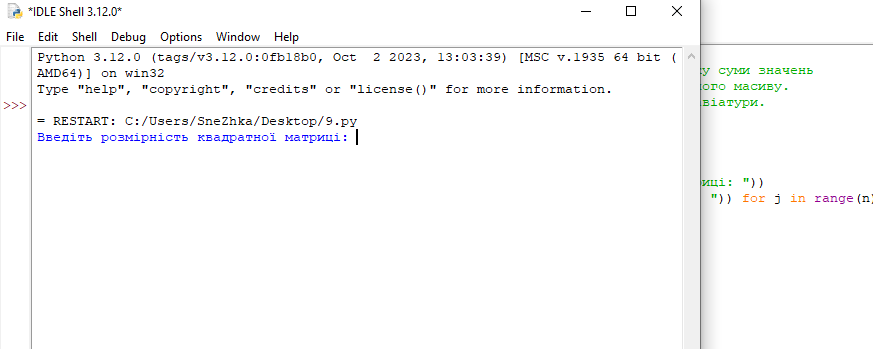 *IDLE Shell 3.12.0*
File Edit Shell Debug Options Window Help
Python 3.12.0 (tags/v3.12.0:0fb18b0, Oct  2 2023, 13:03:39) [MSC v.1935 64 bit (
AMD64)] on win32
Type "help", "copyright", "credits" or "license()" for more information.
>>>
= RESTART: C:/Users/SneZhka/Desktop/9.py
Введіть розмірність квадратної матриці:
суми значень
масиву.
"))
")) for j in range(n)